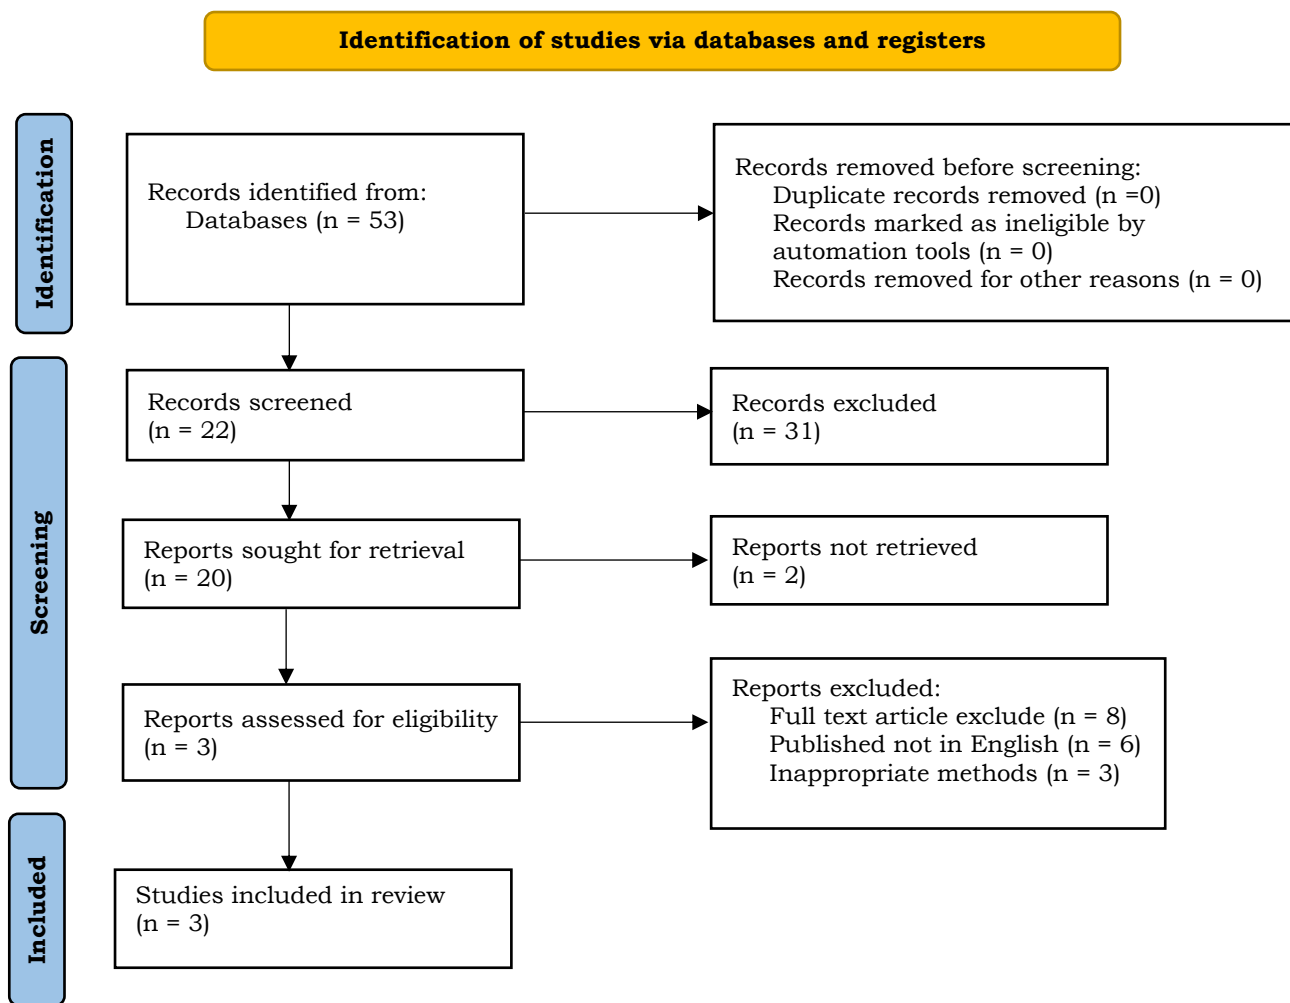 Identification of studies via databases and registers
Identification
Records identified from:
Databases (n = 53)
Records removed before screening:
Duplicate records removed (n =0)
Records marked as ineligible by
automation tools (n = 0)
Records removed for other reasons (n = 0)
Screening
Records screened
(n = 22)
Records excluded
(n = 31)
Reports sought for retrieval
(n = 20)
Reports not retrieved
(n = 2)
Reports assessed for eligibility
(n = 3)
Reports excluded:
Full text article exclude (n = 8)
Published not in English (n = 6)
Inappropriate methods (n = 3)
Included
Studies included in review
(n = 3)